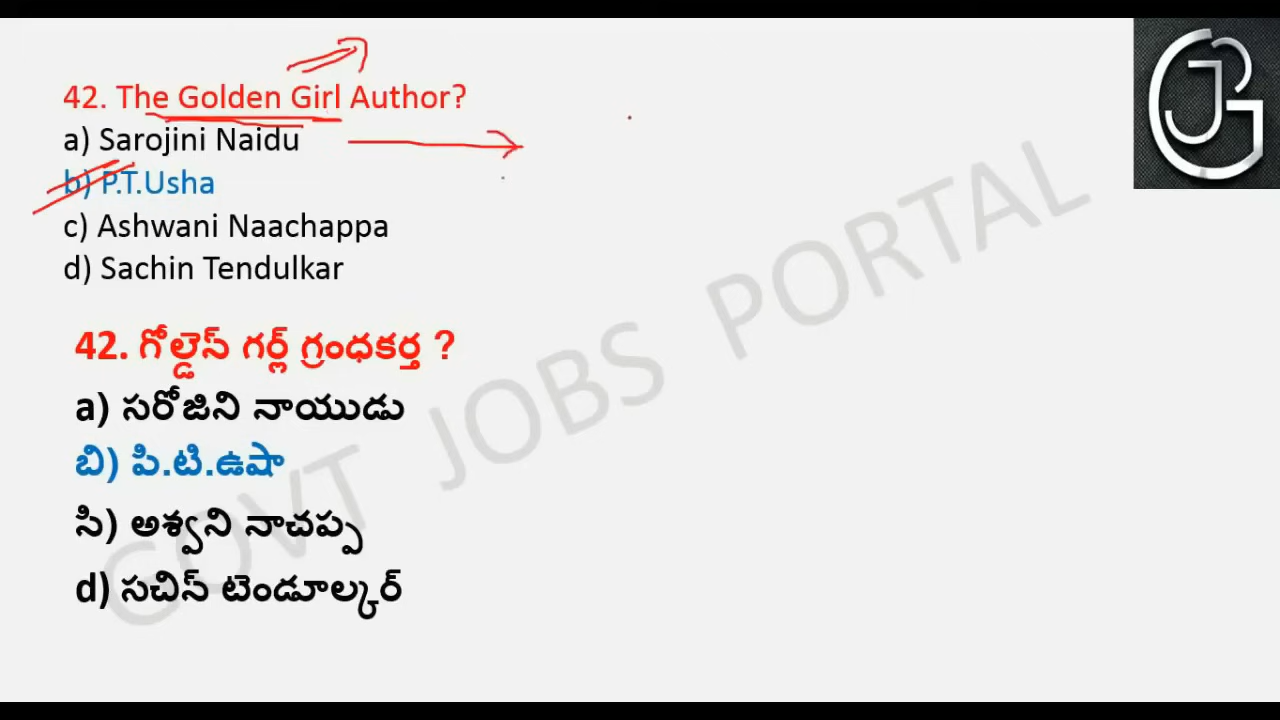 42. The Golden Girl Author?
a) Sarojini Naidu
b) P.T.Usha
c) Ashwani Naachappa
d) Sachin Tendulkar
42. గోల్డెన్ గర్ల్ గ్రంధకర్త ?
a) సరోజిని నాయుడు
బి) పి.టి.ఉషా
సి) అశ్వని నాచప్ప
d) సచిన్ టెండూల్కర్
GOVT JOBS PORTAL
GJ